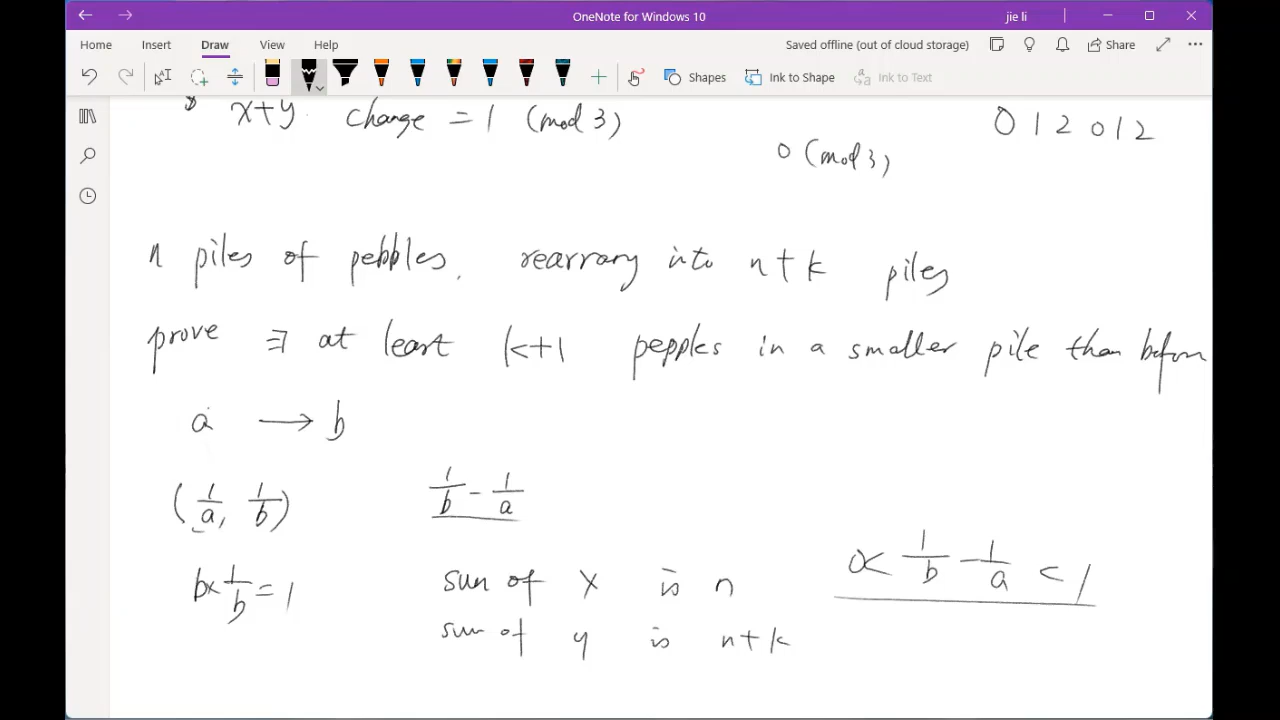 OneNote for Windows 10
jie li
Home Insert Draw View Help
Saved offline (out of cloud storage)
Share
Shapes
Ink to Shape
Ink to Text
x+y change = 1 (mod 3)
0 1 2 0 1 2
0 (mod 3)
n piles of pebbles. rearrary into n+k piles
prove ∃ at least k+1 pepples in a smaller pile than before
a → b
(1/a, 1/b) 1/b - 1/a
0 < 1/b - 1/a < 1
b × 1/b = 1
sum of x is n
sum of y is n+k